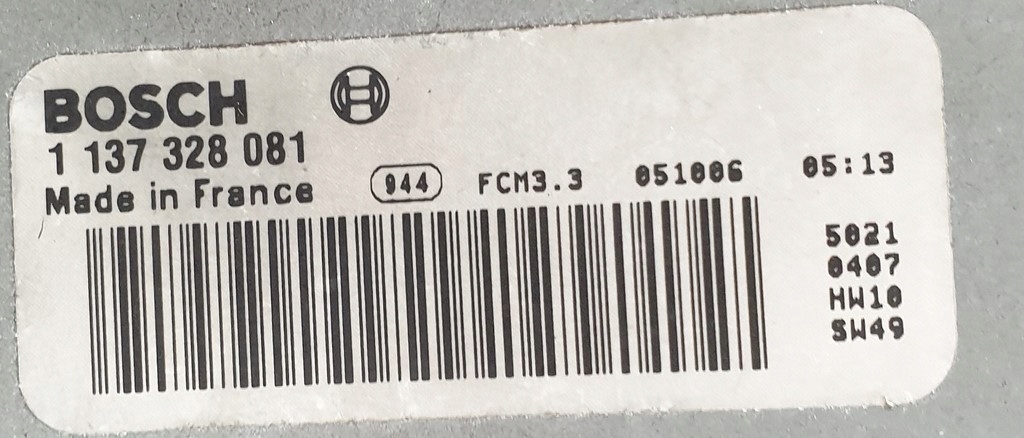 BOSCH
1 137 328 081
Made in France
944 FCM3.3 051006 05:13
5021
0407
HW10
SW49